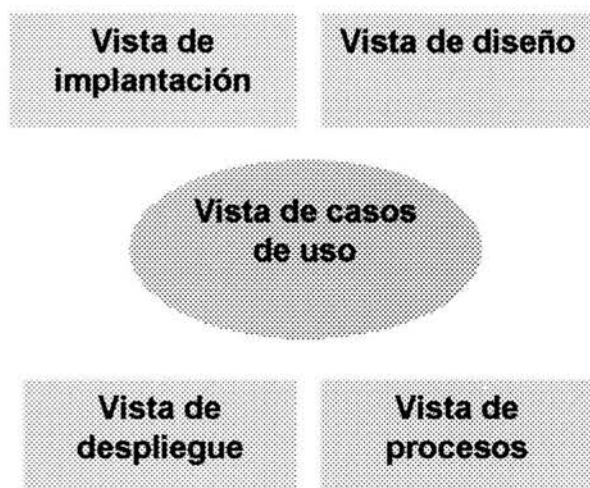 Vista de
implantación
Vista de diseño
Vista de casos
de uso
Vista de
despliegue
Vista de
procesos